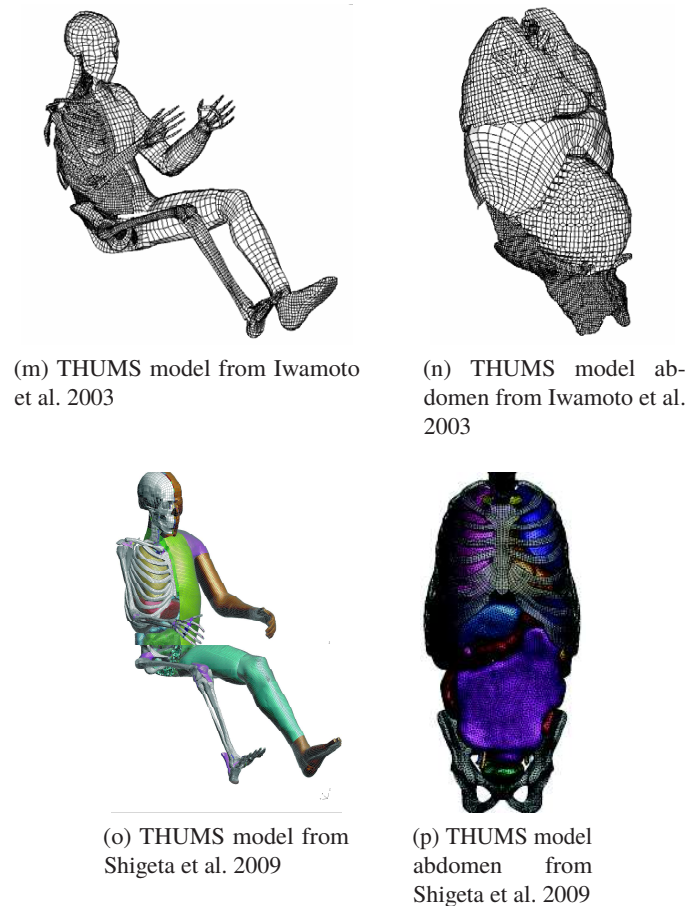 (m) THUMS model from Iwamoto
et al. 2003
(n) THUMS model ab-
domen from Iwamoto et al.
2003
(o) THUMS model from
Shigeta et al. 2009
(p) THUMS model
abdomen from
Shigeta et al. 2009